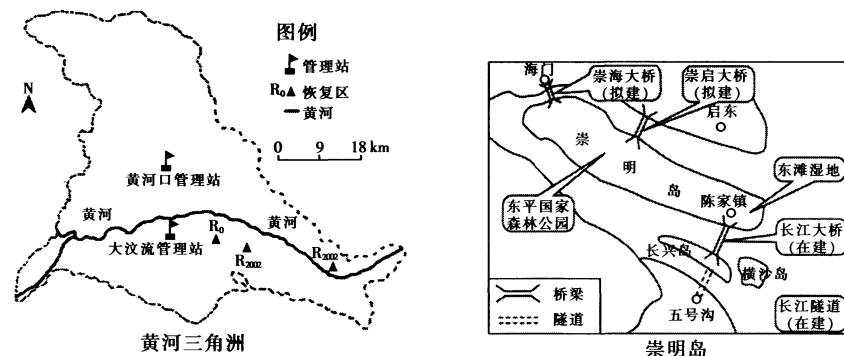 图例
管理站
R₀ 恢复区
黄河
0 9 18 km
N
黄河口管理站
黄河
黄河
大汶流管理站
R₀
R₂₀₀₂
R₂₀₀₂
黄河三角洲
海门
崇海大桥
(拟建)
崇启大桥
(拟建)
启东
崇
明
岛
东滩湿地
东平国家
森林公园
陈家镇
长江大桥
(在建)
长兴岛
横沙岛
桥梁
隧道
五号沟
长江隧道
(在建)
崇明岛